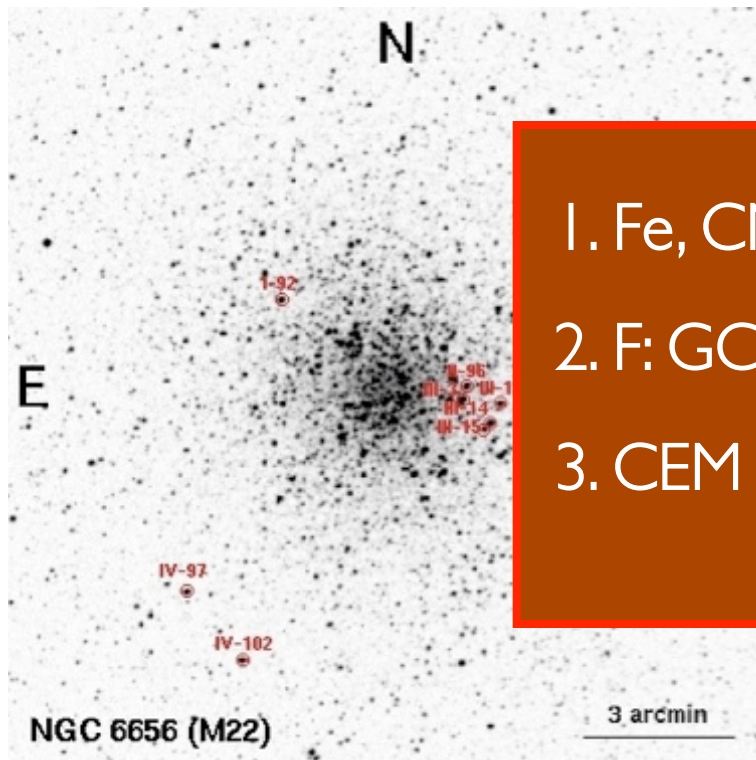 N
1. Fe, CN
I-92
2. F: GC
E
II-96
III-14
III-15
3. CEM
IV-97
IV-102
3 arcmin
NGC 6656 (M22)